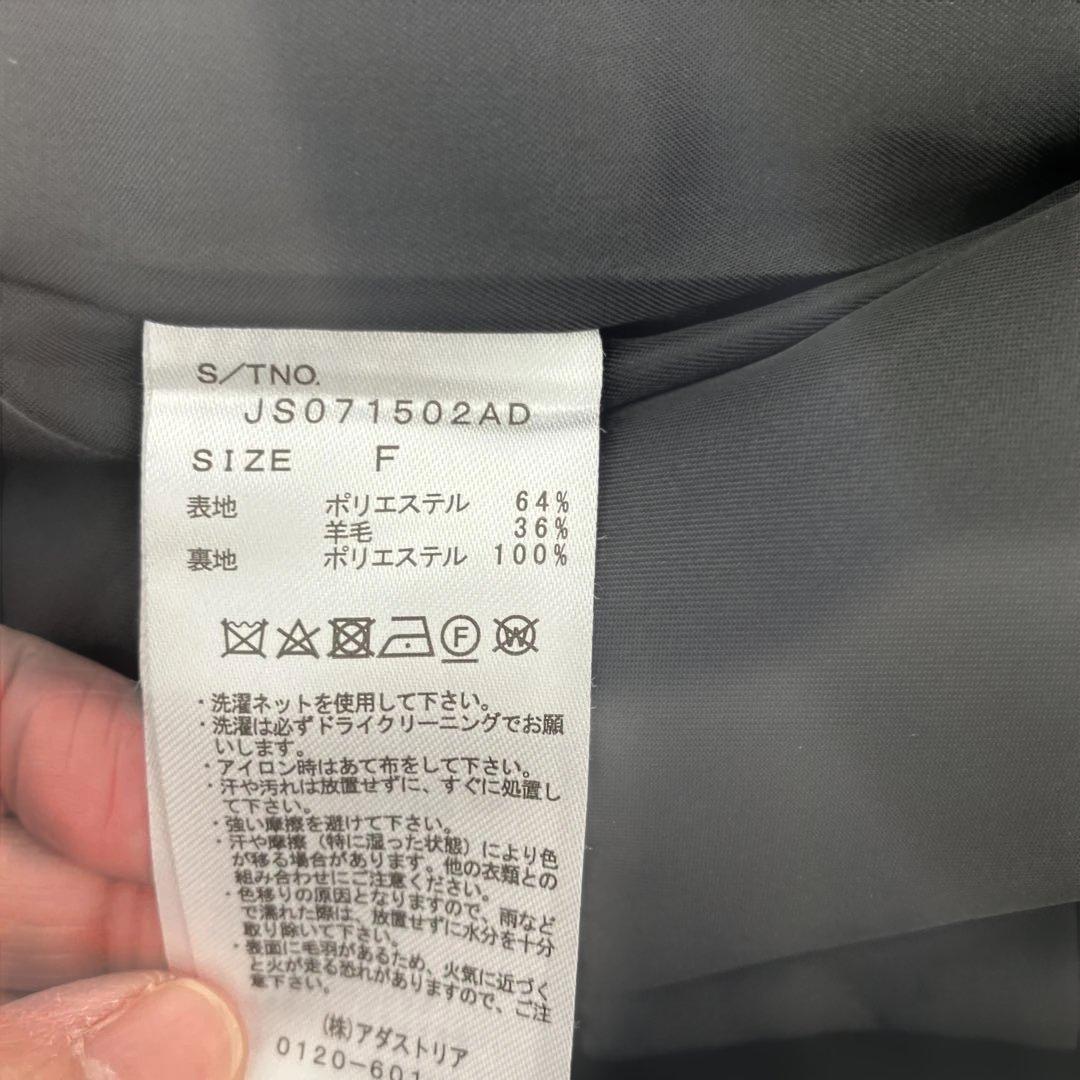 S/TNO.
JS071502AD
SIZE F
表地 ポリエステル 64%
羊毛 36%
裏地 ポリエステル 100%
F W
・洗濯ネットを使用して下さい。
・洗濯は必ずドライクリーニングでお願
いします。
・アイロン時はあて布をして下さい。
・汗や汚れは放置せずに、すぐに処置し
て下さい。
・強い摩擦を避けて下さい。
・汗や摩擦（特に湿った状態）により色
が移る場合があります。他の衣類との
組み合わせにご注意ください。
・色移りの原因となりますので、雨など
で濡れた際は、放置せずに水分を十分
取り除いて下さい。
・表面に毛羽があるため、火気に近づく
と火が走る恐れがありますので、ご注
意下さい。
(株)アダストリア
0120-601